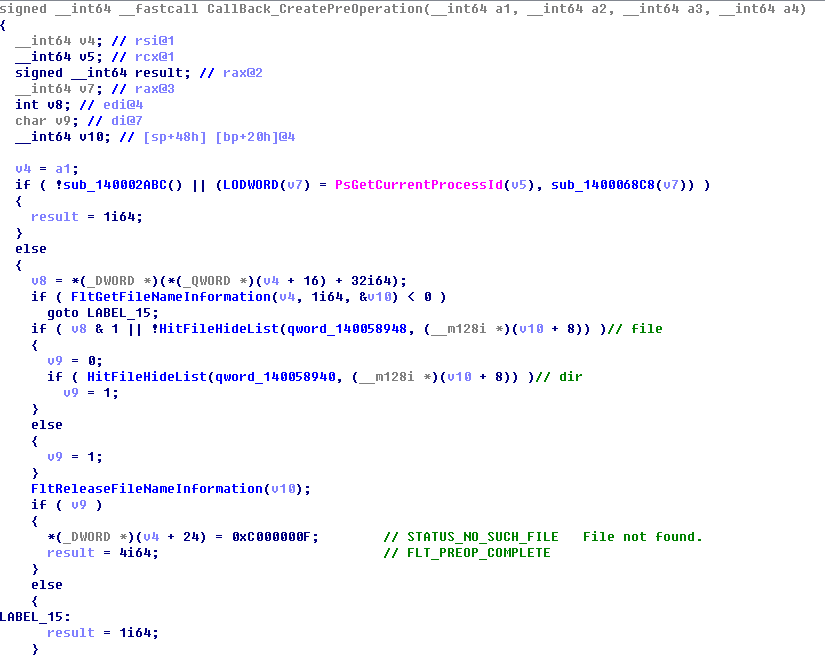 signed __int64 __fastcall CallBack_CreatePreOperation(__int64 a1, __int64 a2, __int64 a3, __int64 a4)
{
  __int64 v4; // rsi@1
  __int64 v5; // rcx@1
  signed __int64 result; // rax@2
  __int64 v7; // rax@3
  int v8; // edi@4
  char v9; // di@7
  __int64 v10; // [sp+48h] [bp+20h]@4

  v4 = a1;
  if ( !sub_140002ABC() || (LODWORD(v7) = PsGetCurrentProcessId(v5), sub_1400068C8(v7)) )
  {
    result = 1i64;
  }
  else
  {
    v8 = *(_DWORD *)(*(_QWORD *)(v4 + 16) + 32i64);
    if ( FltGetFileNameInformation(v4, 1i64, &v10) < 0 )
      goto LABEL_15;
    if ( v8 & 1 || !HitFileHideList(qword_140058948, (__m128i *)(v10 + 8)) )// file
    {
      v9 = 0;
      if ( HitFileHideList(qword_140058940, (__m128i *)(v10 + 8)) )// dir
        v9 = 1;
    }
    else
    {
      v9 = 1;
    }
    FltReleaseFileNameInformation(v10);
    if ( v9 )
    {
      *(_DWORD *)(v4 + 24) = 0xC000000F;        // STATUS_NO_SUCH_FILE   File not found.
      result = 4i64;                            // FLT_PREOP_COMPLETE
    }
    else
    {
LABEL_15:
      result = 1i64;
    }